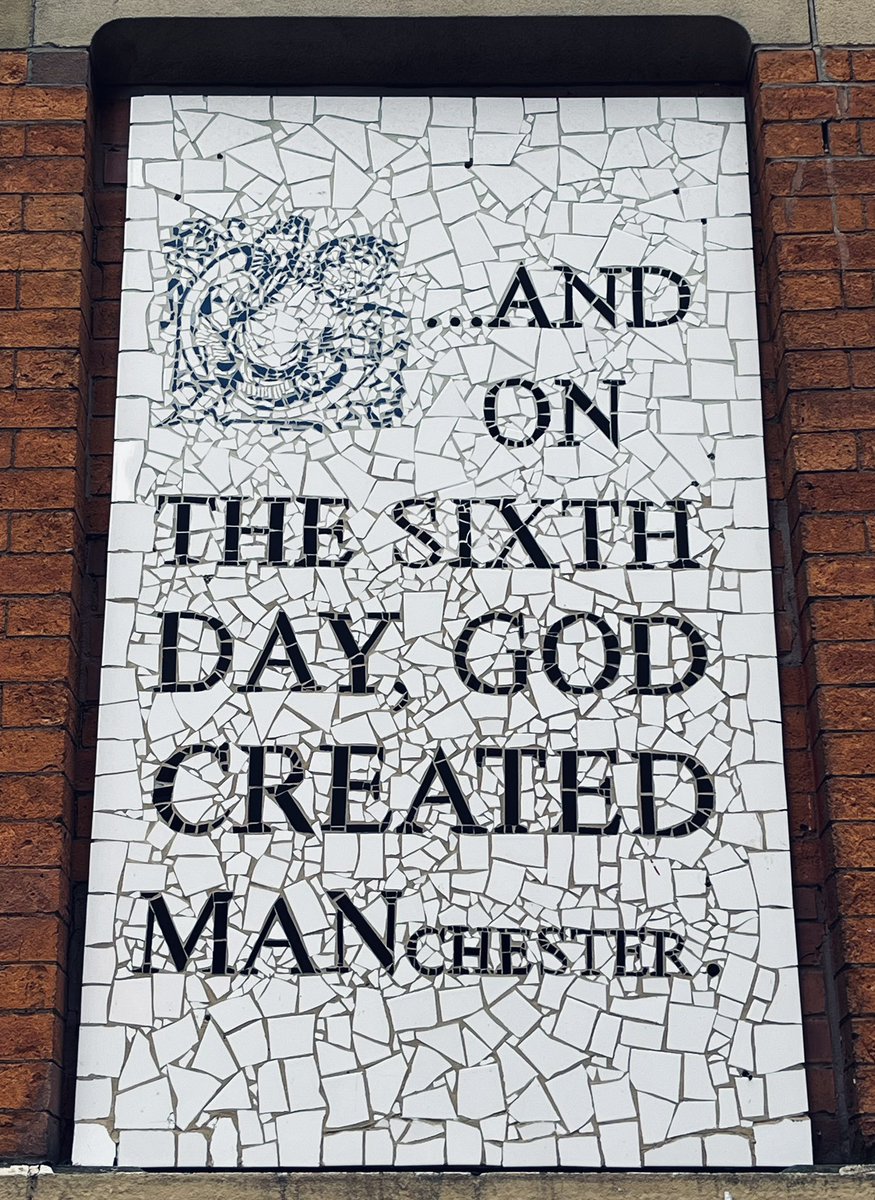 ...AND
ON
THE SIXTH
DAY, GOD
CREATED
MANCHESTER.